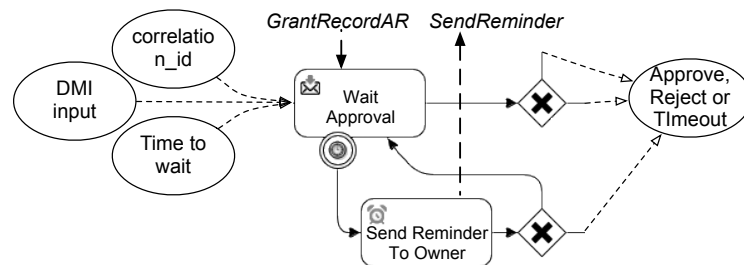 GrantRecordAR
SendReminder
correlatio
n_id
DMI
input
Time to
wait
Wait
Approval
Approve,
Reject or
TImeout
Send Reminder
To Owner